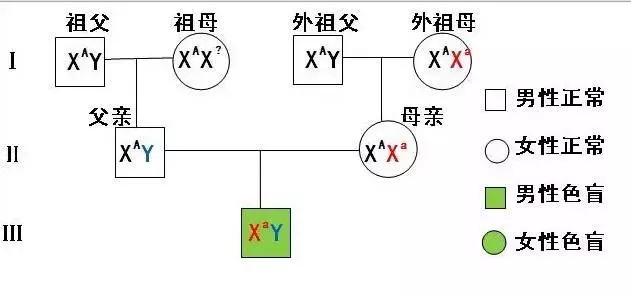 祖父 祖母 外祖父 外祖母
I XᴬY XᴬX? XᴬY XᴬXᵃ
男性正常
父亲 母亲
女性正常
II XᴬY XᴬXᵃ
男性色盲
III XᵃY
女性色盲